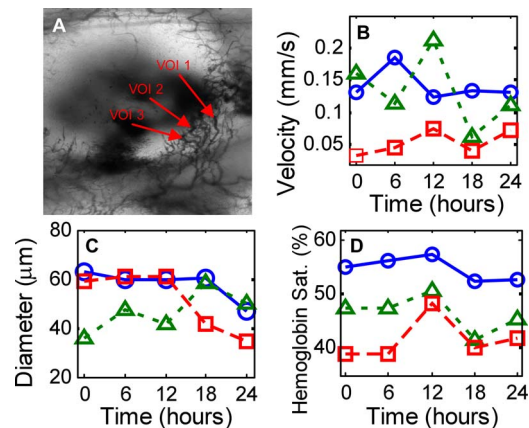 A
VOI 1
VOI 2
VOI 3
B
0.2
0.15
0.1
0.05
Velocity (mm/s)
0 6 12 18 24
Time (hours)
C
80
60
40
20
Diameter (μm)
0 6 12 18 24
Time (hours)
D
60
50
40
Hemoglobin Sat. (%)
0 6 12 18 24
Time (hours)